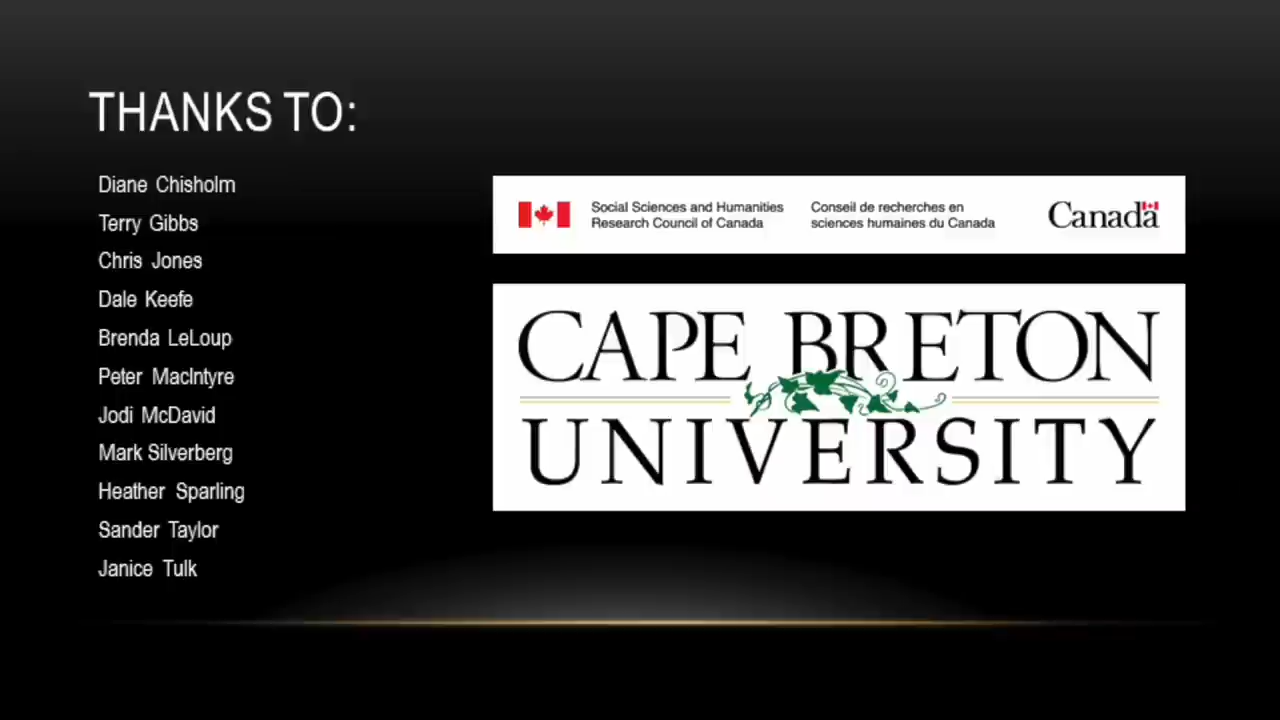 THANKS TO:
Diane Chisholm
Terry Gibbs
Chris Jones
Dale Keefe
Brenda LeLoup
Peter MacIntyre
Jodi McDavid
Mark Silverberg
Heather Sparling
Sander Taylor
Janice Tulk
Social Sciences and Humanities
Research Council of Canada
Conseil de recherches en
sciences humaines du Canada
Canada
CAPE BRETON
UNIVERSITY